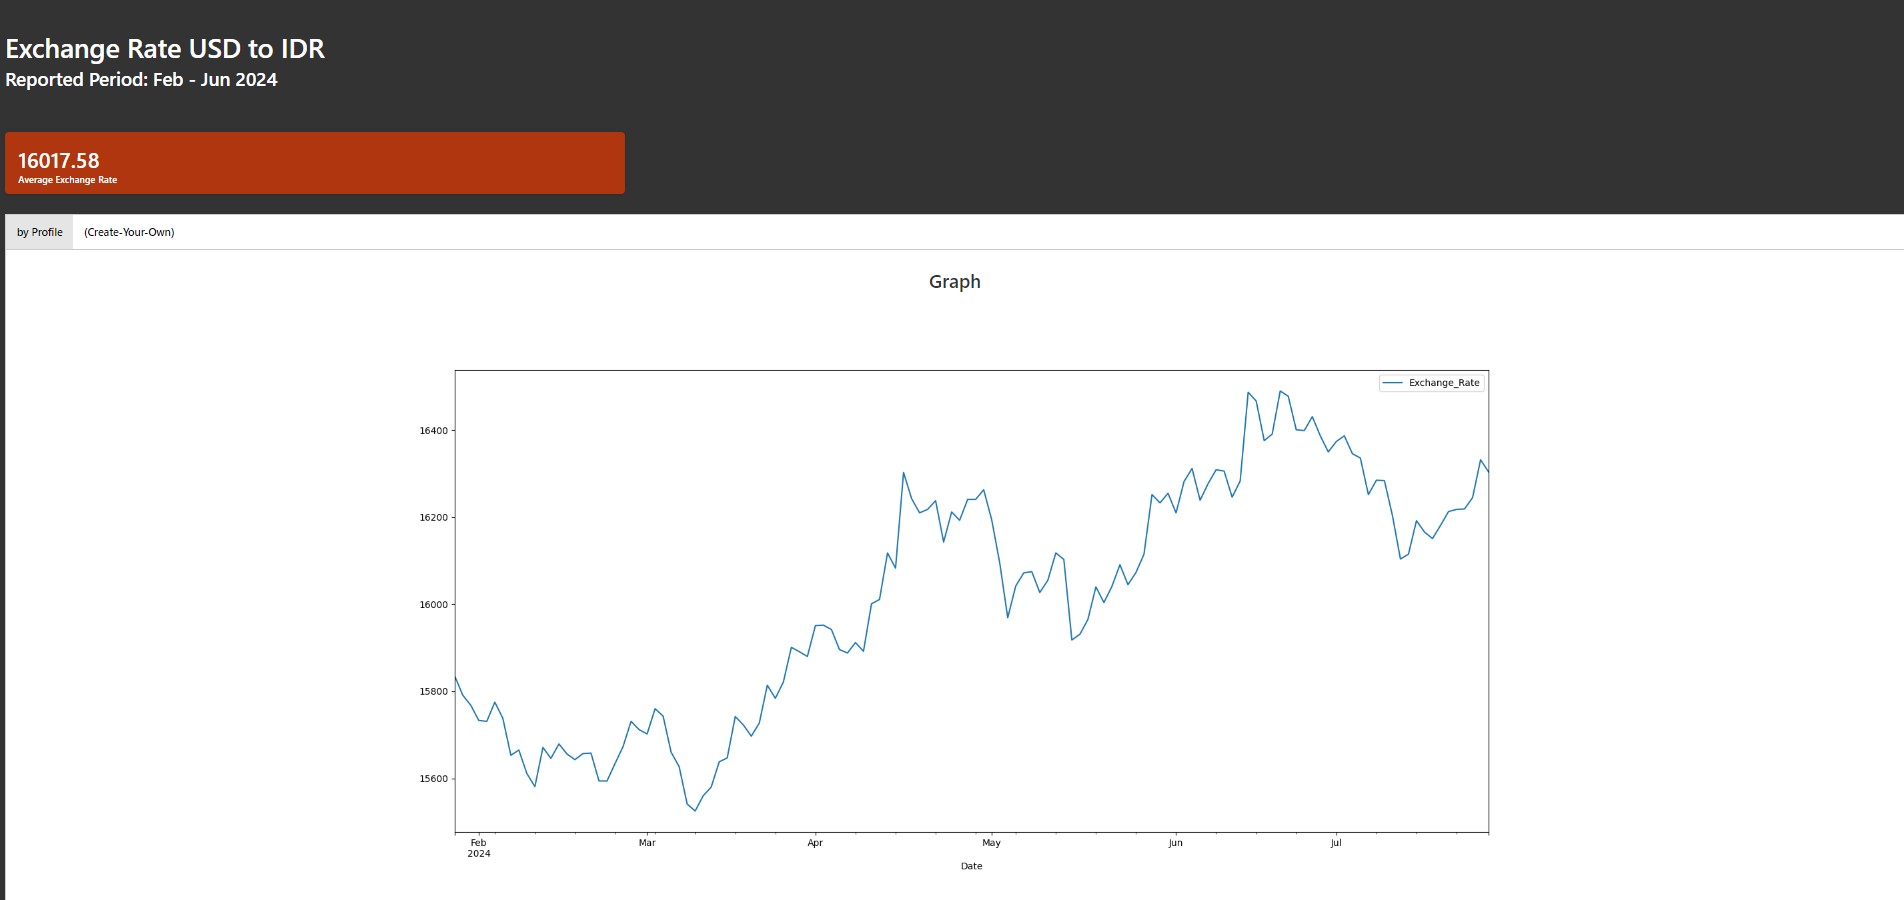 Exchange Rate USD to IDR
Reported Period: Feb - Jun 2024
16017.58
Average Exchange Rate
by Profile (Create-Your-Own)
Graph
Exchange_Rate
16400
16200
16000
15800
15600
Feb Mar Apr May Jun Jul
2024
Date